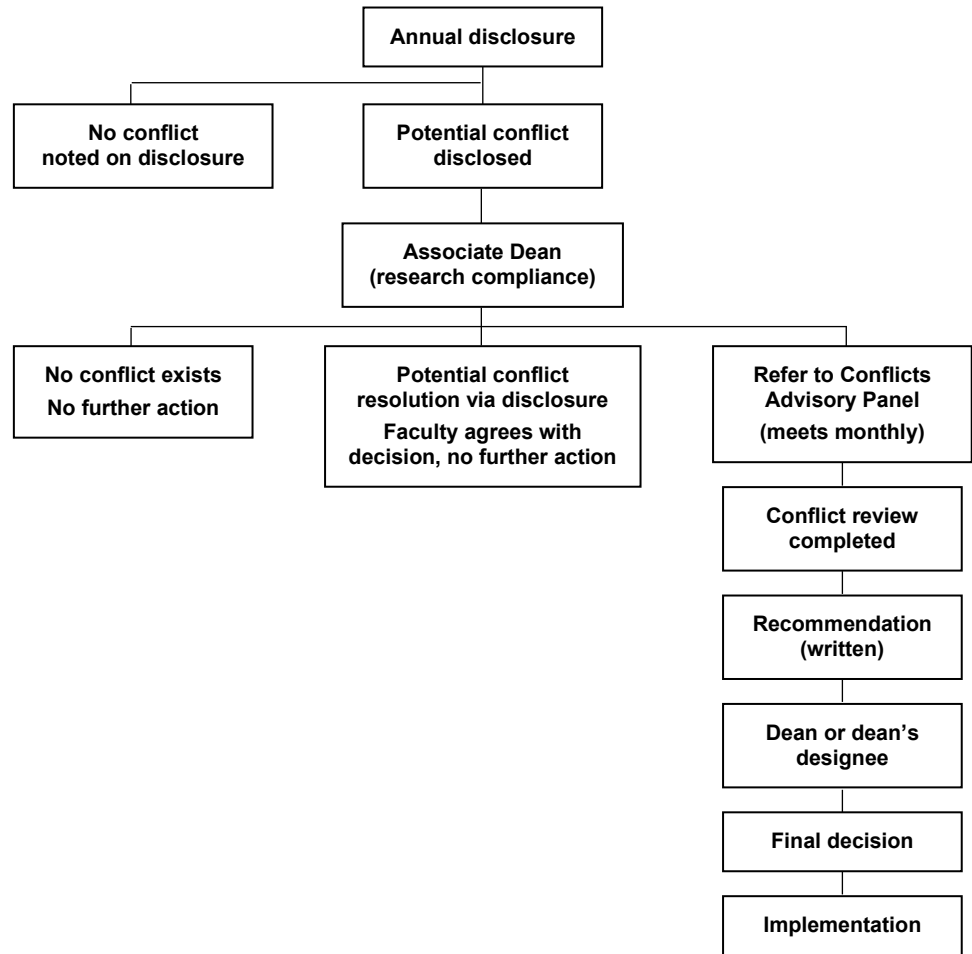 Annual disclosure
No conflict
noted on disclosure
Potential conflict
disclosed
Associate Dean
(research compliance)
No conflict exists
No further action
Potential conflict
resolution via disclosure
Faculty agrees with
decision, no further action
Refer to Conflicts
Advisory Panel
(meets monthly)
Conflict review
completed
Recommendation
(written)
Dean or dean’s
designee
Final decision
Implementation